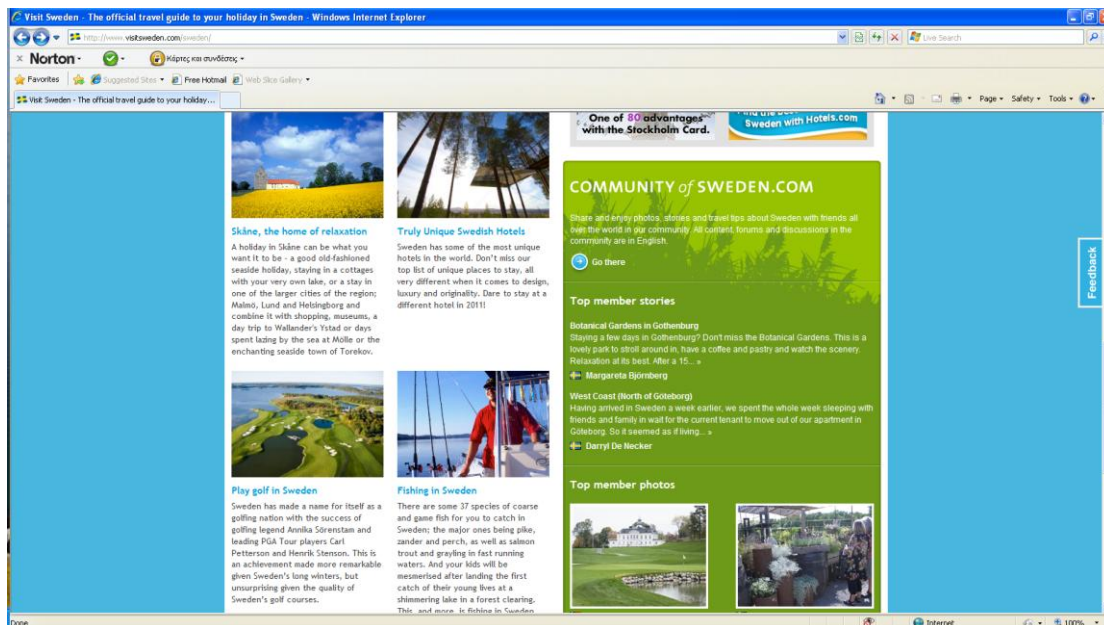 Visit Sweden - The official travel guide to your holiday in Sweden - Windows Internet Explorer
http://www.visitsweden.com/sweden/
Live Search
Norton
Κάρτες και συνδέσεις
Favorites
Suggested Sites
Free Hotmail
Web Slice Gallery
Visit Sweden - The official travel guide to your holiday...
Page
Safety
Tools
One of 80 advantages
with the Stockholm Card.
Find the
Sweden with Hotels.com
Skåne, the home of relaxation
A holiday in Skåne can be what you
want it to be - a good old-fashioned
seaside holiday, staying in a cottages
with your very own lake, or a stay in
one of the larger cities of the region;
Malmö, Lund and Helsingborg and
combine it with shopping, museums, a
day trip to Wallander's Ystad or days
spent lazing by the sea at Mölle or the
enchanting seaside town of Torekov.
Truly Unique Swedish Hotels
Sweden has some of the most unique
hotels in the world. Don't miss our
top list of unique places to stay, all
very different when it comes to design,
luxury and originality. Dare to stay at a
different hotel in 2011!
Play golf in Sweden
Sweden has made a name for itself as a
golfing nation with the success of
golfing legend Annika Sörenstam and
leading PGA Tour players Carl
Petterson and Henrik Stenson. This is
an achievement made more remarkable
given Sweden's long winters, but
unsurprising given the quality of
Sweden's golf courses.
Fishing in Sweden
There are some 37 species of coarse
and game fish for you to catch in
Sweden; the major ones being pike,
zander and perch, as well as salmon
trout and grayling in fast running
waters. And your kids will be
mesmerised after landing the first
catch of their young lives at a
shimmering lake in a forest clearing.
This, and more, is fishing in Sweden
COMMUNITY of SWEDEN.COM
Share and enjoy photos, stories and travel tips about Sweden with friends all
over the world in our community. All content, forums and discussions in the
community are in English.
Go there
Top member stories
Botanical Gardens in Gothenburg
Staying a few days in Gothenburg? Don't miss the Botanical Gardens. This is a
lovely park to stroll around in, have a coffee and pastry and watch the scenery.
Relaxation at its best. After a 15... »
Margareta Björnberg
West Coast (North of Göteborg)
Having arrived in Sweden a week earlier, we spent the whole week sleeping with
friends and family in wait for the current tenant to move out of our apartment in
Göteborg. So it seemed as if living... »
Darryl De Necker
Top member photos
Feedback
Done
Internet
100%